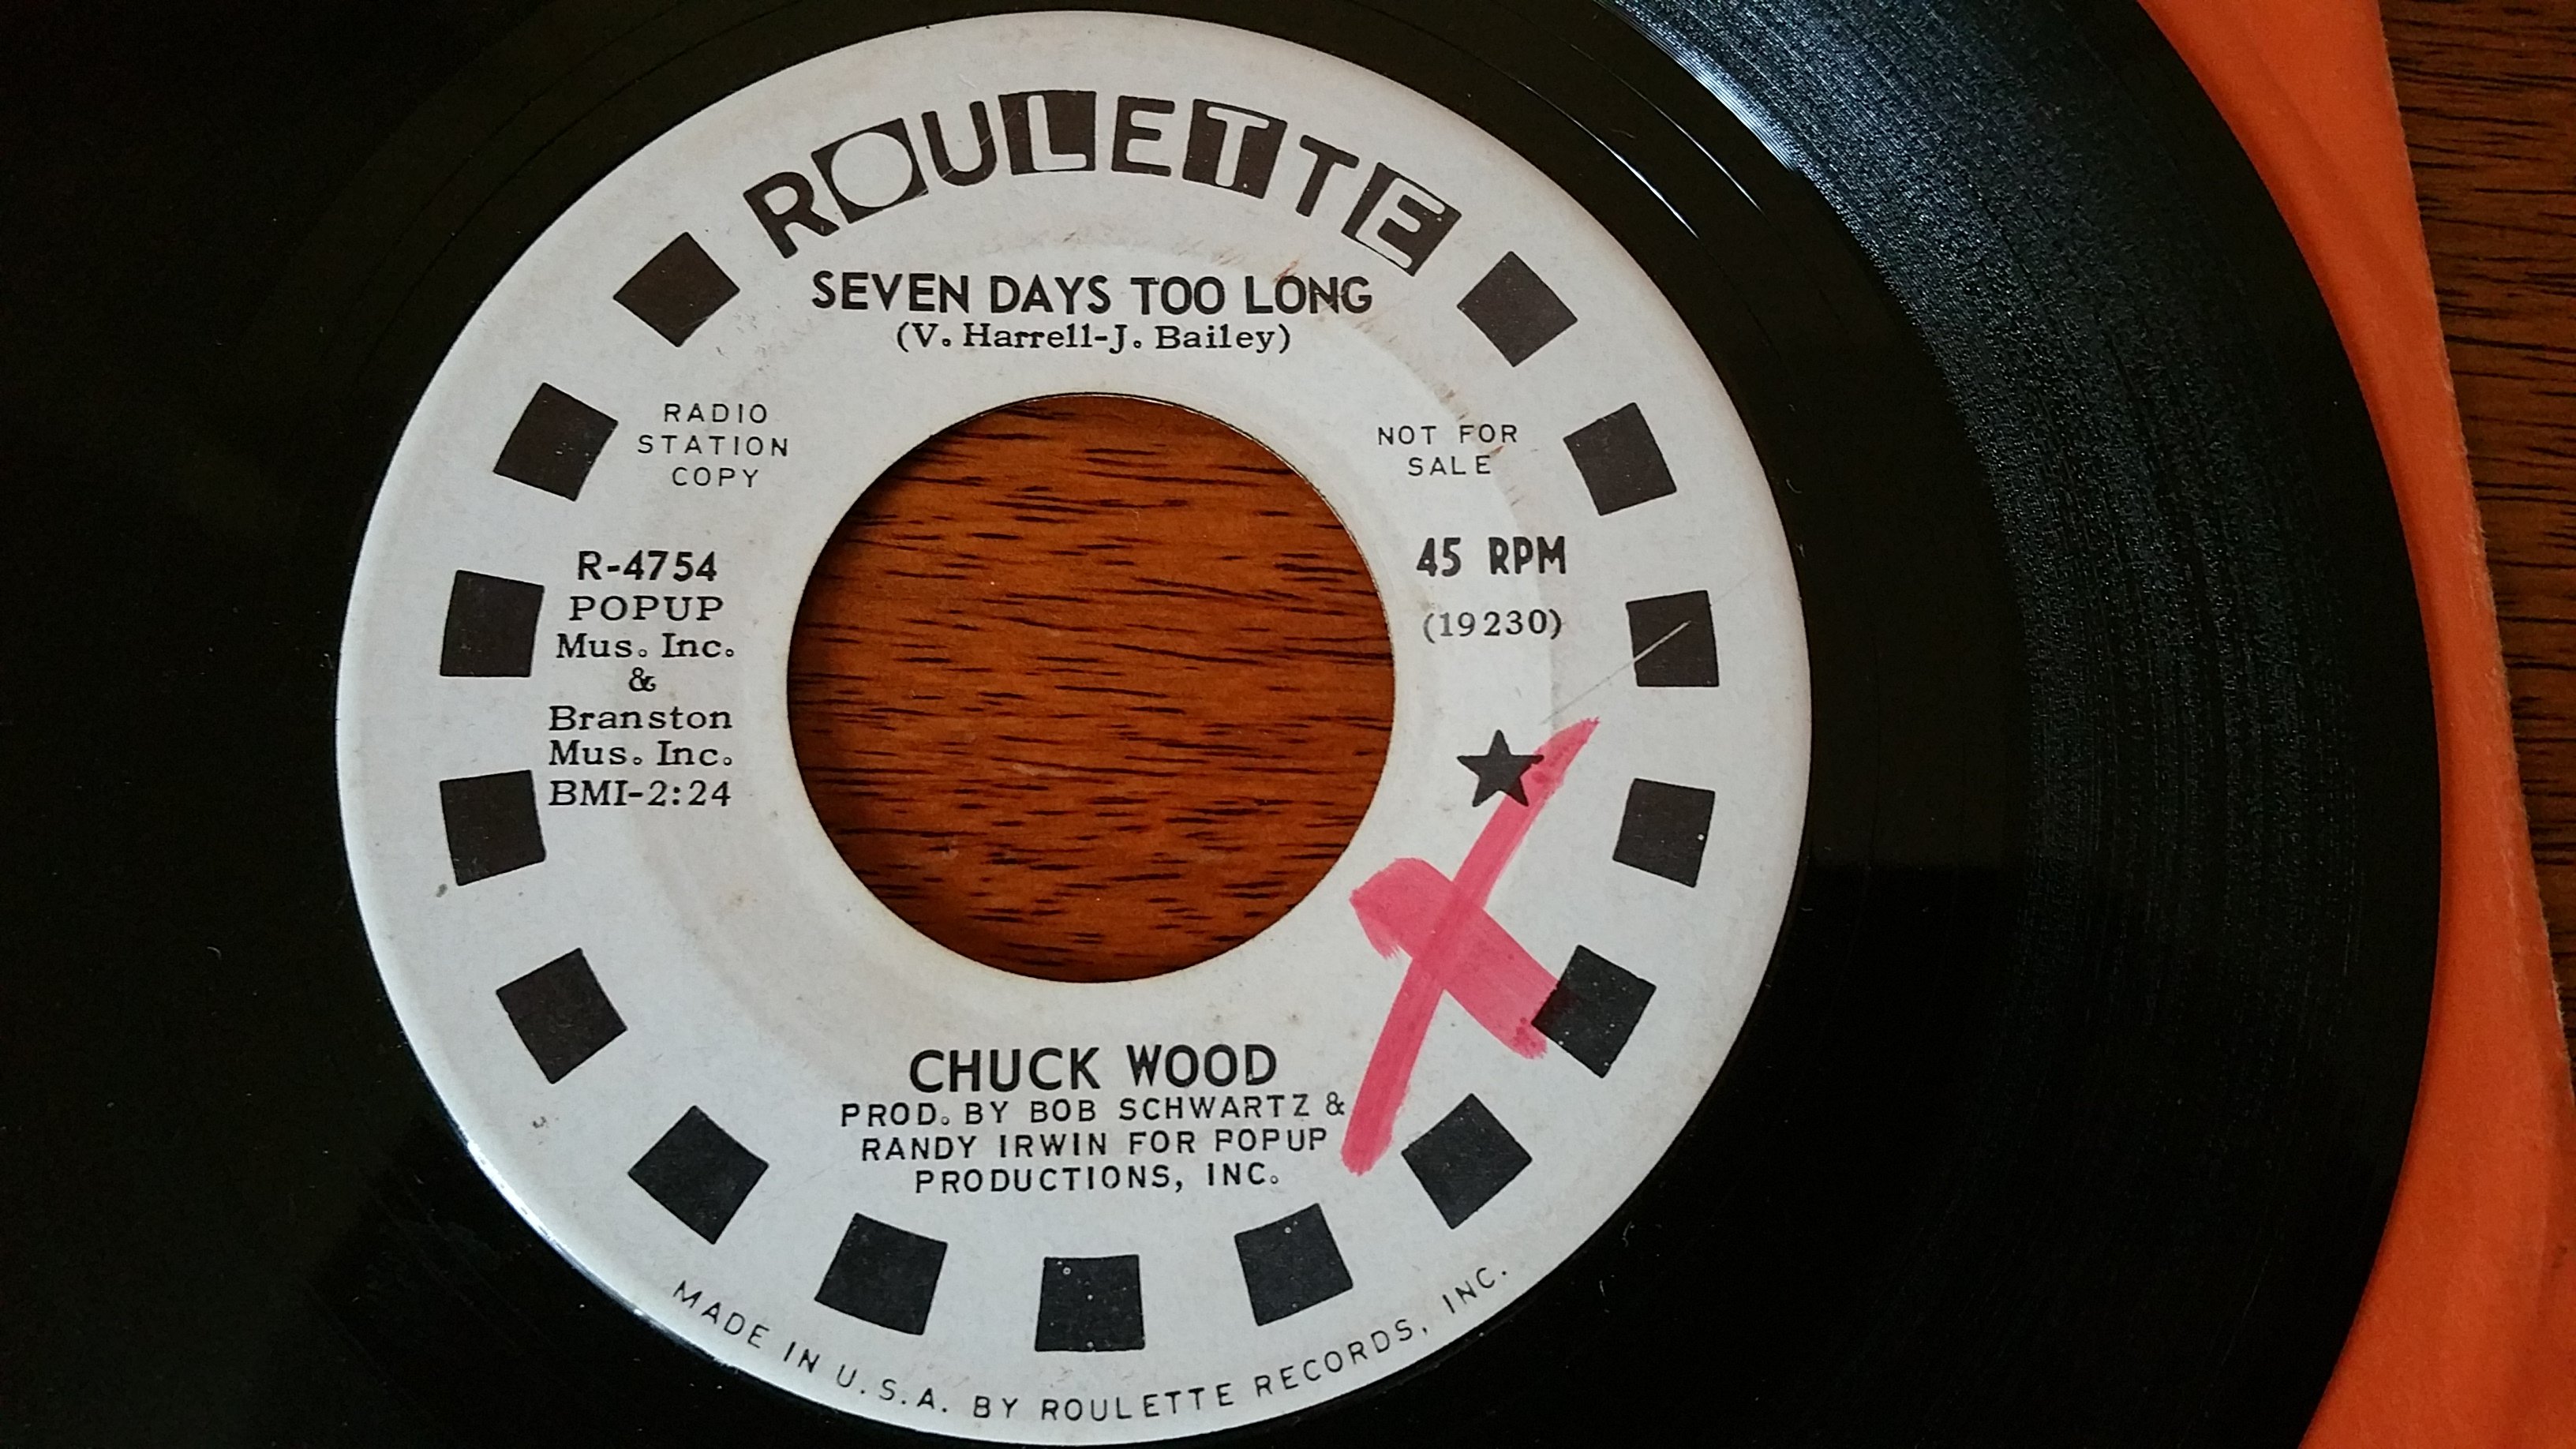 ROULETTE
SEVEN DAYS TOO LONG
(V. Harrell-J. Bailey)
RADIO
STATION
COPY
NOT FOR
SALE
R-4754
POPUP
Mus. Inc.
&
Branston
Mus. Inc.
BMI-2:24
45 RPM
(19230)
CHUCK WOOD
PROD. BY BOB SCHWARTZ &
RANDY IRWIN FOR POPUP
PRODUCTIONS, INC.
MADE IN U.S.A. BY ROULETTE RECORDS, INC.